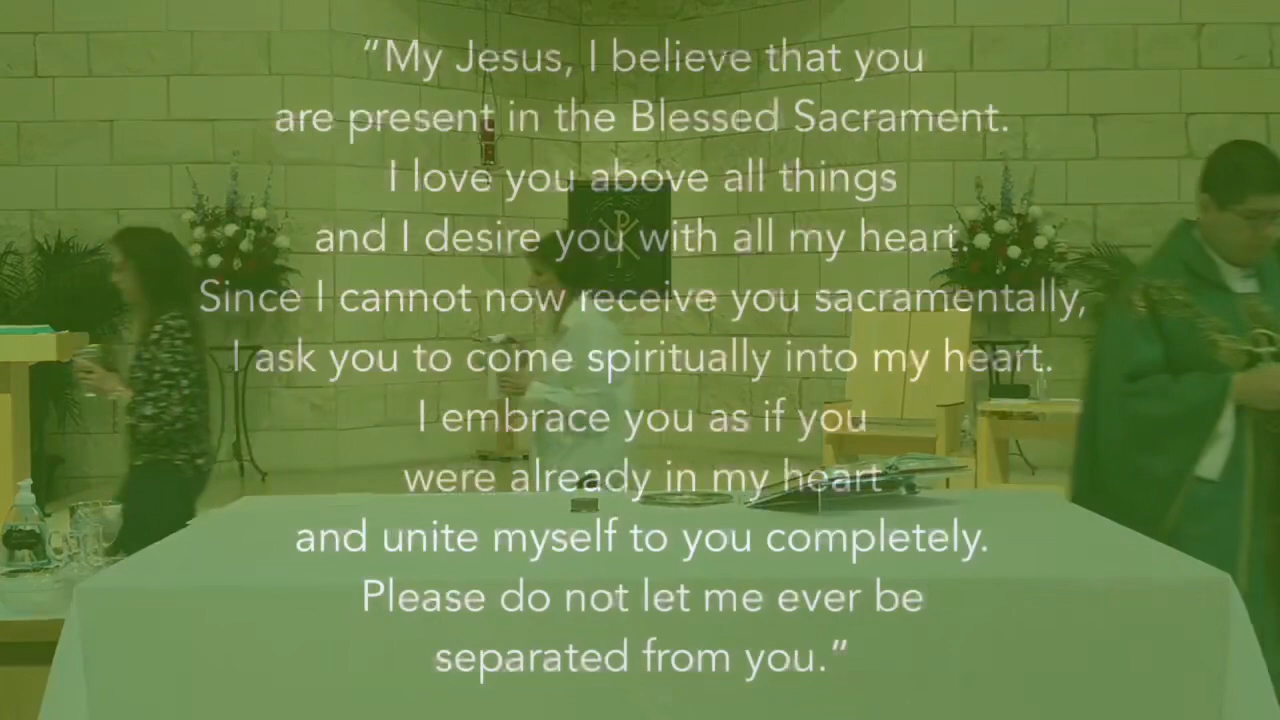 “My Jesus, I believe that you
are present in the Blessed Sacrament.
I love you above all things
and I desire you with all my heart.
Since I cannot now receive you sacramentally,
I ask you to come spiritually into my heart.
I embrace you as if you
were already in my heart
and unite myself to you completely.
Please do not let me ever be
separated from you.”